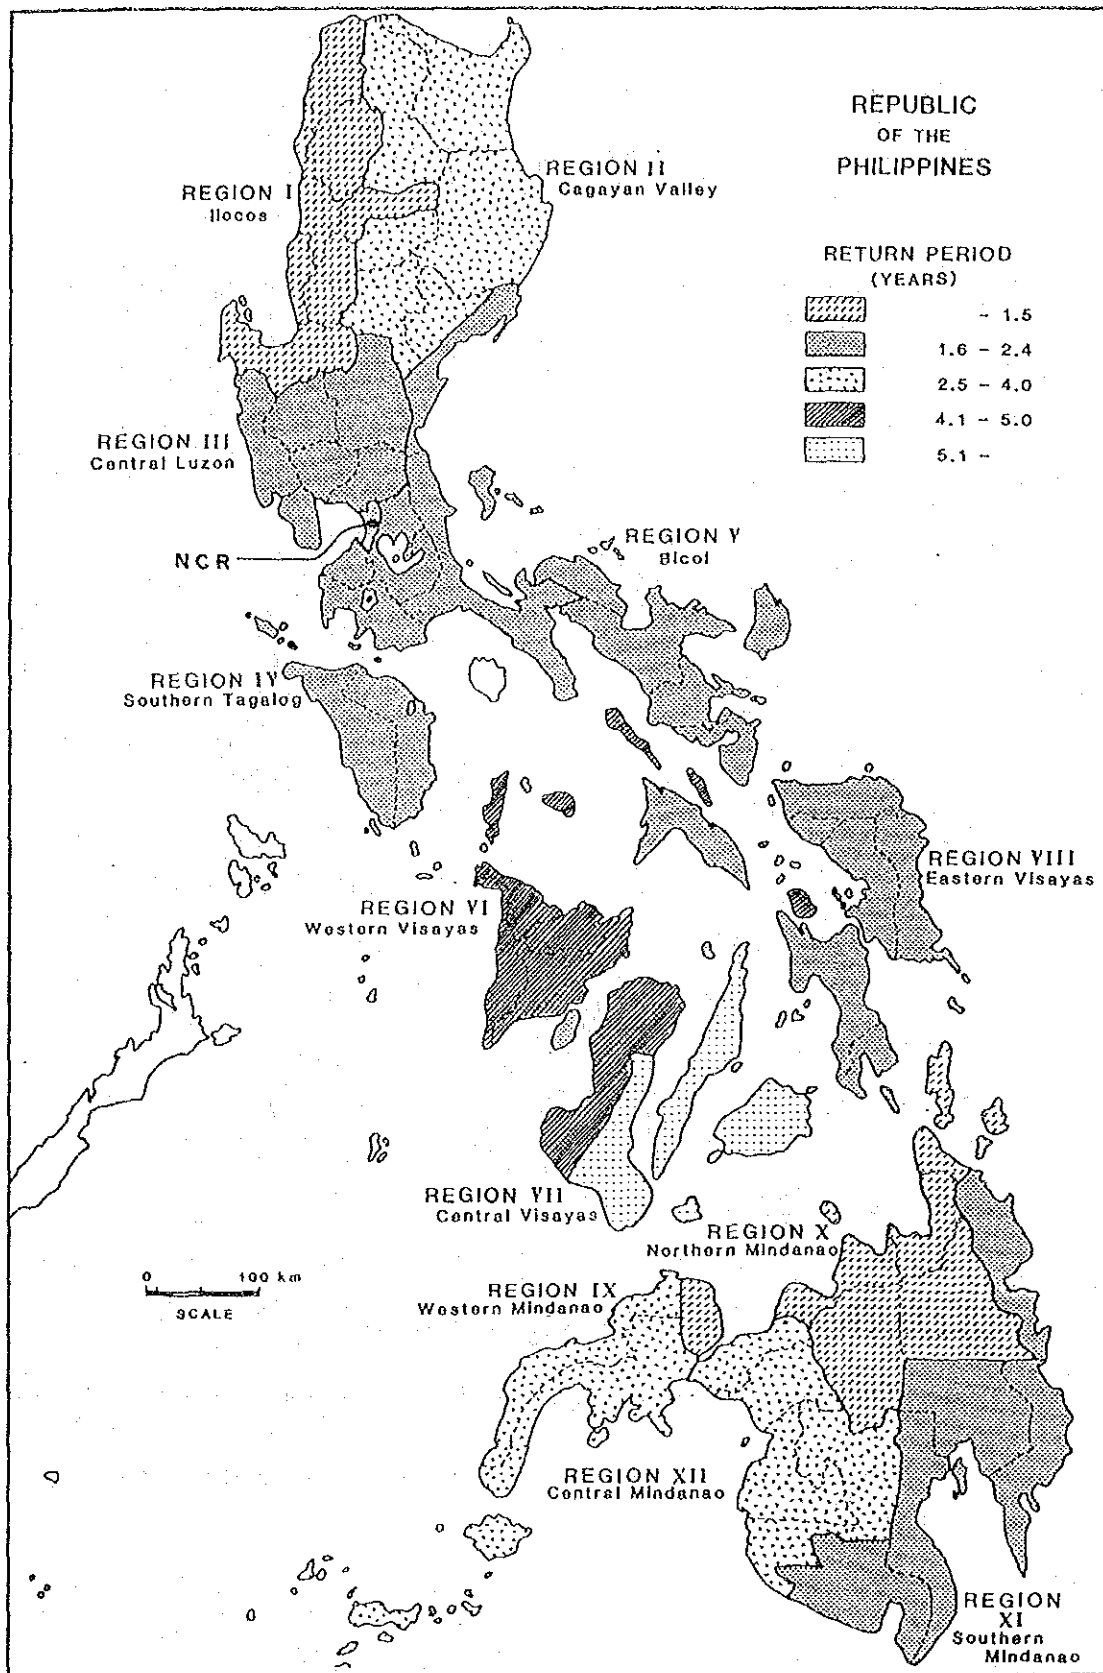 REPUBLIC
OF THE
PHILIPPINES
REGION II
Cagayan Valley
REGION I
Ilocos
RETURN PERIOD
(YEARS)
- 1.5
1.6 - 2.4
2.5 - 4.0
4.1 - 5.0
5.1 -
REGION III
Central Luzon
NCR
REGION V
Bicol
REGION IV
Southern Tagalog
REGION VIII
Eastern Visayas
REGION VI
Western Visayas
REGION VII
Central Visayas
REGION X
Northern Mindanao
0 100 km
SCALE
REGION IX
Western Mindanao
REGION XII
Central Mindanao
REGION
XI
Southern
Mindanao